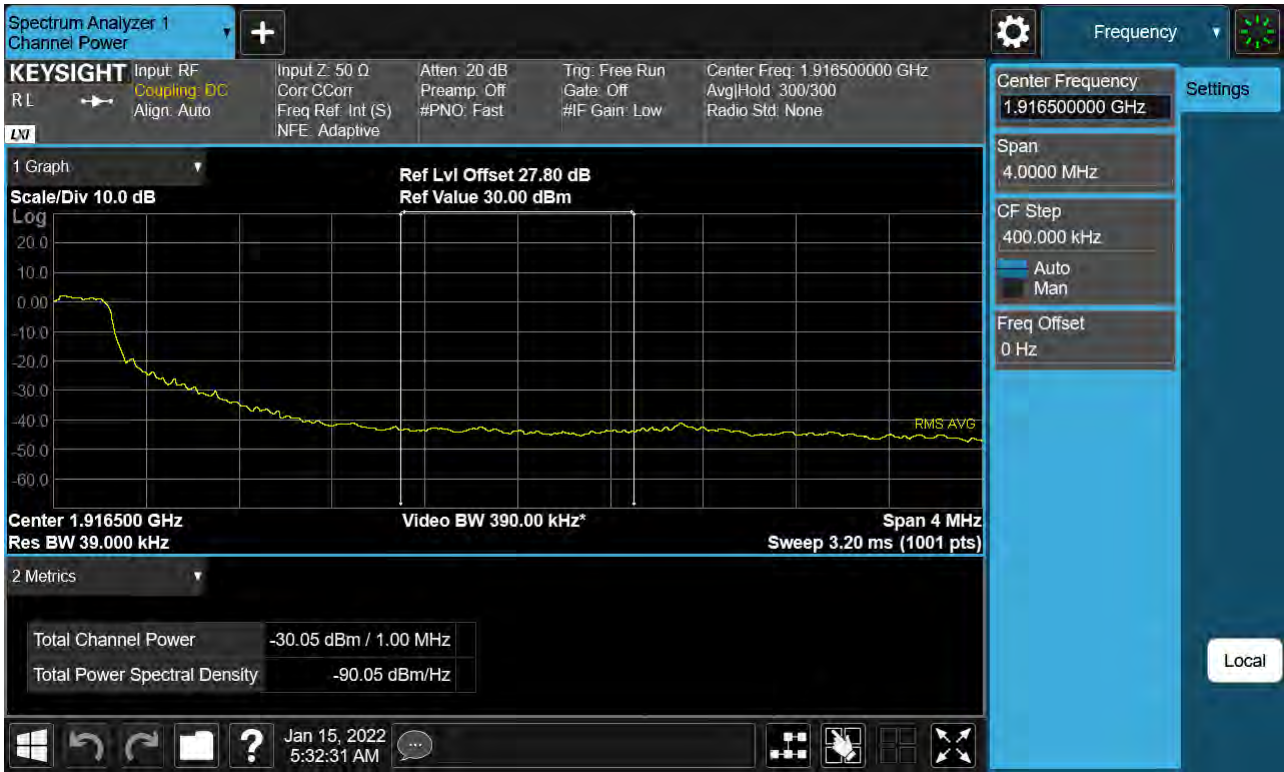 Spectrum Analyzer 1
Channel Power
+
Frequency
KEYSIGHT
RL
LXI
Input: RF
Coupling: DC
Align: Auto
Input Z: 50 Ω
Corr CCorr
Freq Ref: Int (S)
NFE: Adaptive
Atten: 20 dB
Preamp: Off
#PNO: Fast
Trig: Free Run
Gate: Off
#IF Gain: Low
Center Freq: 1.916500000 GHz
Avg|Hold: 300/300
Radio Std: None
Center Frequency
1.916500000 GHz
Settings
Span
4.0000 MHz
CF Step
400.000 kHz
Auto
Man
Freq Offset
0 Hz
1 Graph
Scale/Div 10.0 dB
Ref Lvl Offset 27.80 dB
Ref Value 30.00 dBm
Log
20.0
10.0
0.00
-10.0
-20.0
-30.0
-40.0
-50.0
-60.0
RMS AVG
Center 1.916500 GHz
Video BW 390.00 kHz*
Span 4 MHz
Res BW 39.000 kHz
Sweep 3.20 ms (1001 pts)
2 Metrics
Total Channel Power -30.05 dBm / 1.00 MHz
Total Power Spectral Density -90.05 dBm/Hz
Local
?
Jan 15, 2022
5:32:31 AM